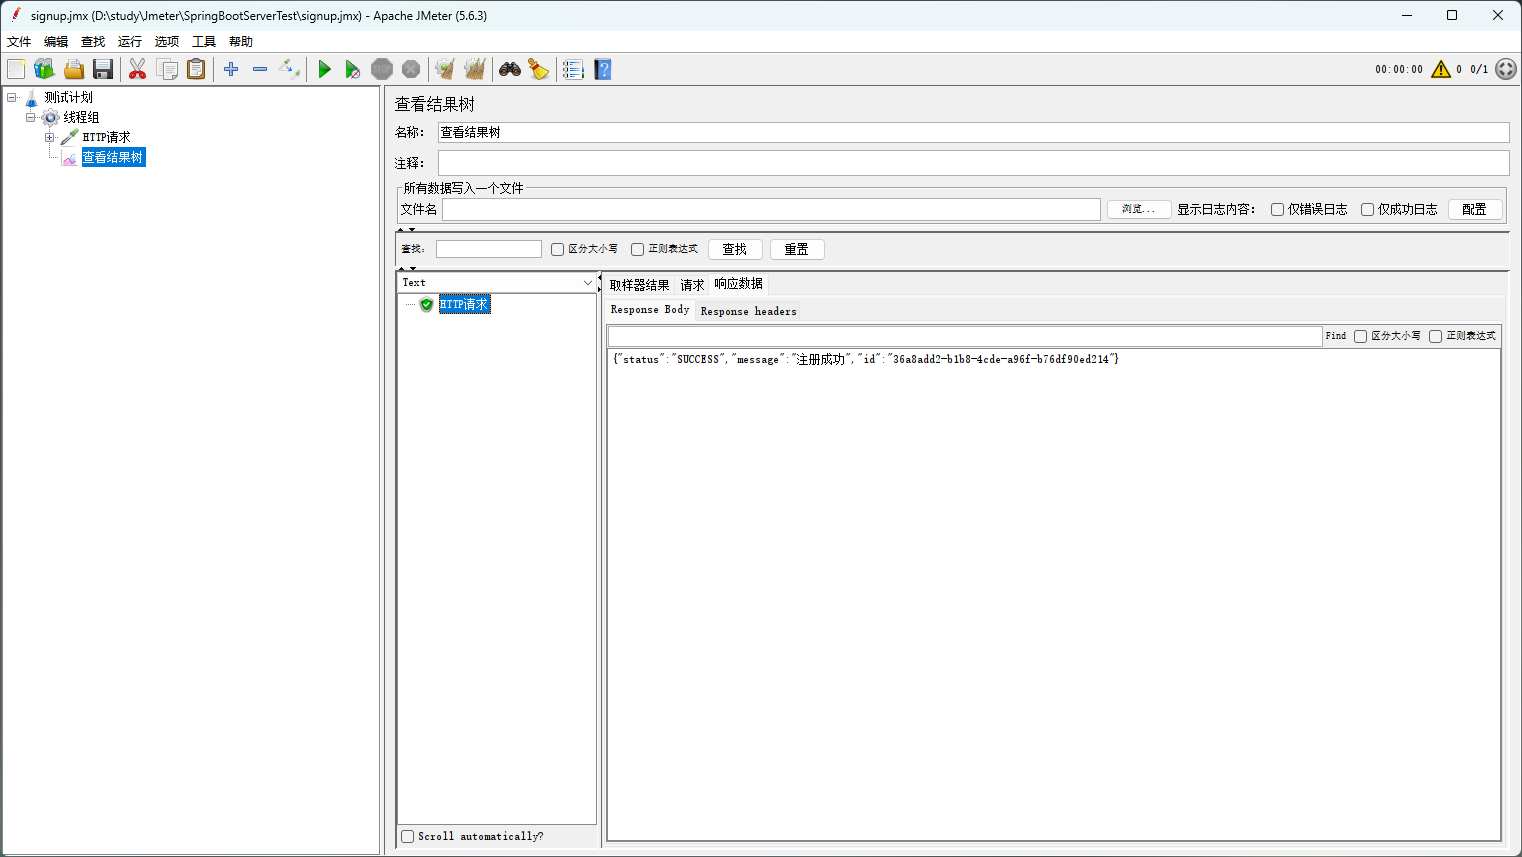 signup.jmx (D:\study\Jmeter\SpringBootServerTest\signup.jmx) - Apache JMeter (5.6.3)
文件 编辑 查找 运行 选项 工具 帮助
STOP
00:00:00 0 0/1
测试计划
线程组
HTTP请求
查看结果树
查看结果树
名称： 查看结果树
注释：
所有数据写入一个文件
文件名 浏览... 显示日志内容： 仅错误日志 仅成功日志 配置
查找: 区分大小写 正则表达式 查找 重置
Text
HTTP请求
Scroll automatically?
取样器结果 请求 响应数据
Response Body Response headers
Find 区分大小写 正则表达式
{"status":"SUCCESS","message":"注册成功","id":"36a8add2-b1b8-4cde-a96f-b76df90ed214"}